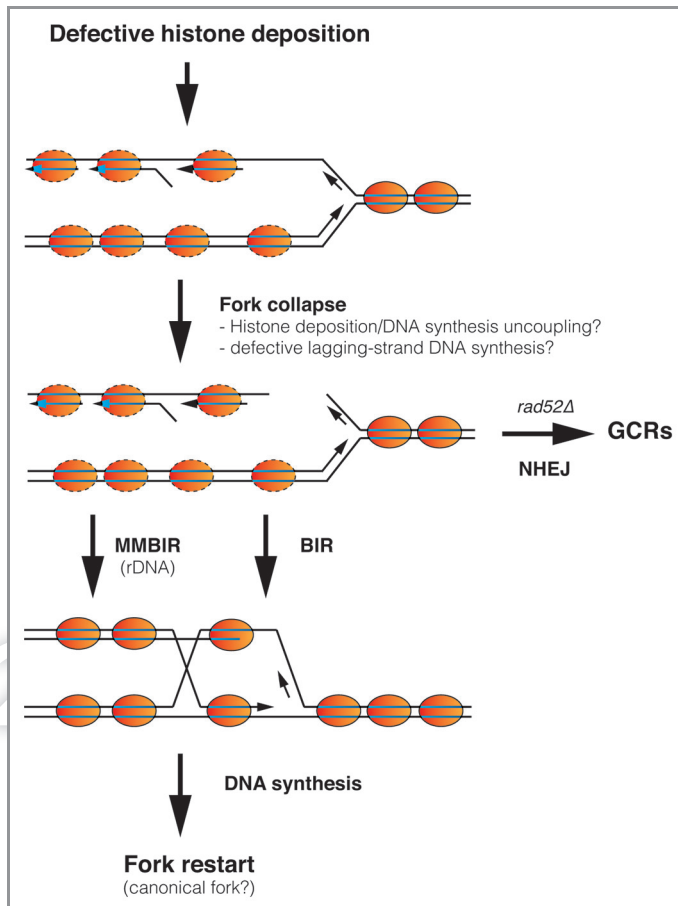 Defective histone deposition
Fork collapse
- Histone deposition/DNA synthesis uncoupling?
- defective lagging-strand DNA synthesis?
rad52Δ
GCRs
NHEJ
MMBIR
(rDNA)
BIR
DNA synthesis
Fork restart
(canonical fork?)